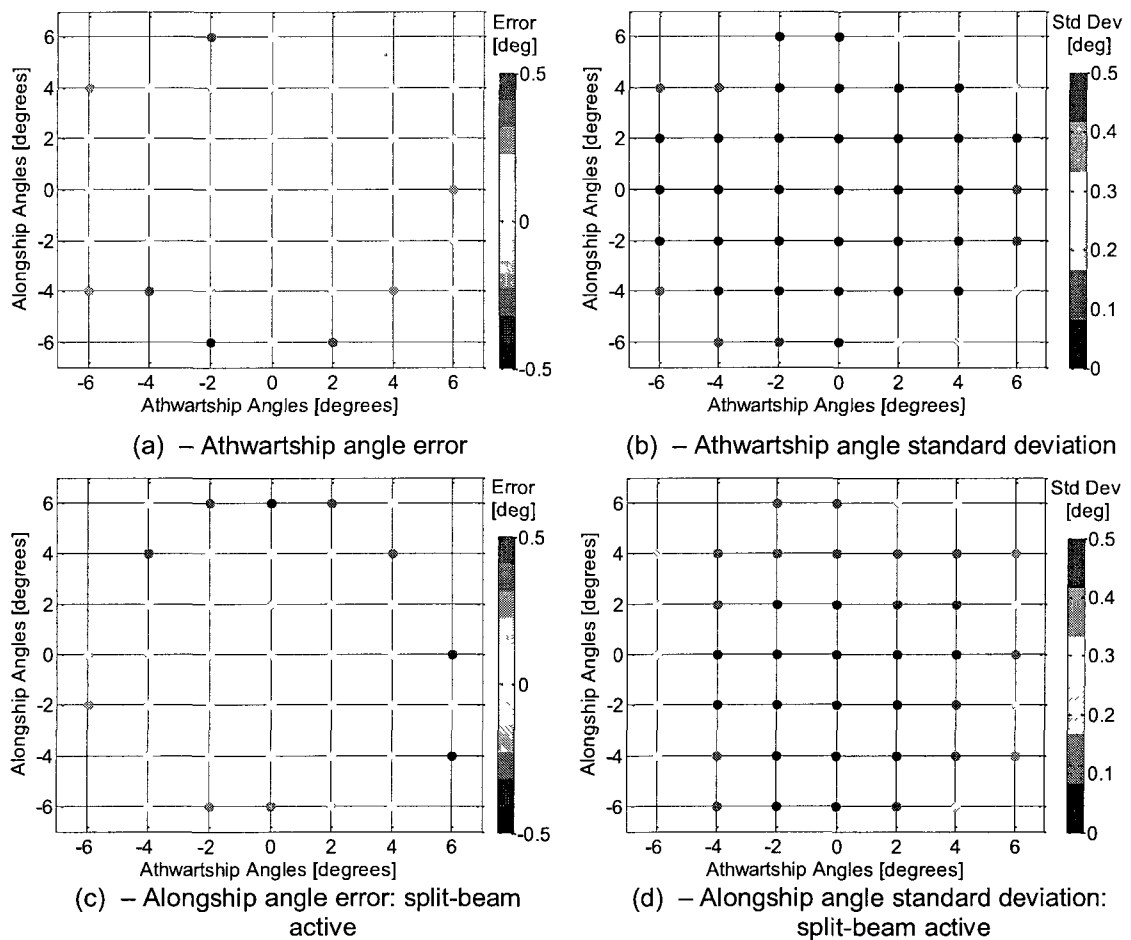 Error
[deg]
6
4
2
0
-2
-4
-6
Alongship Angles [degrees]
-6 -4 -2 0 2 4 6
Athwartship Angles [degrees]
0.5
0
-0.5
(a) – Athwartship angle error
Std Dev
[deg]
6
4
2
0
-2
-4
-6
Alongship Angles [degrees]
-6 -4 -2 0 2 4 6
Athwartship Angles [degrees]
0.5
0.4
0.3
0.2
0.1
0
(b) – Athwartship angle standard deviation
Error
[deg]
6
4
2
0
-2
-4
-6
Alongship Angles [degrees]
-6 -4 -2 0 2 4 6
Athwartship Angles [degrees]
0.5
0
-0.5
(c) – Alongship angle error: split-beam
active
Std Dev
[deg]
6
4
2
0
-2
-4
-6
Alongship Angles [degrees]
-6 -4 -2 0 2 4 6
Athwartship Angles [degrees]
0.5
0.4
0.3
0.2
0.1
0
(d) – Alongship angle standard deviation:
split-beam active